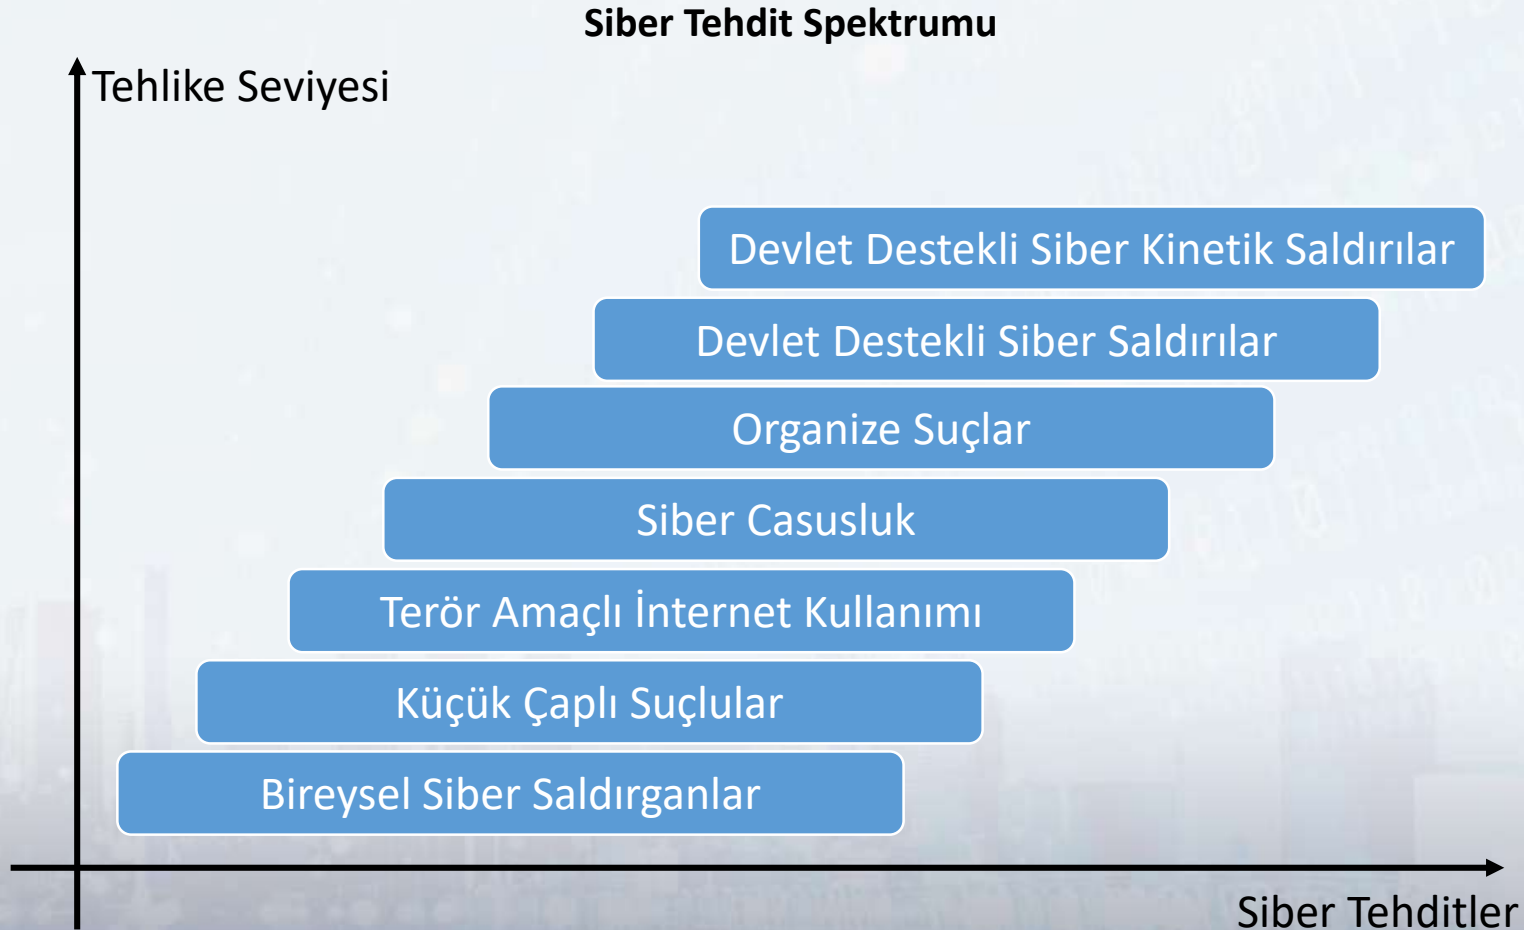 Siber Tehdit Spektrumu
Tehlike Seviyesi
Devlet Destekli Siber Kinetik Saldırılar
Devlet Destekli Siber Saldırılar
Organize Suçlar
Siber Casusluk
Terör Amaçlı İnternet Kullanımı
Küçük Çaplı Suçlular
Bireysel Siber Saldırganlar
Siber Tehditler